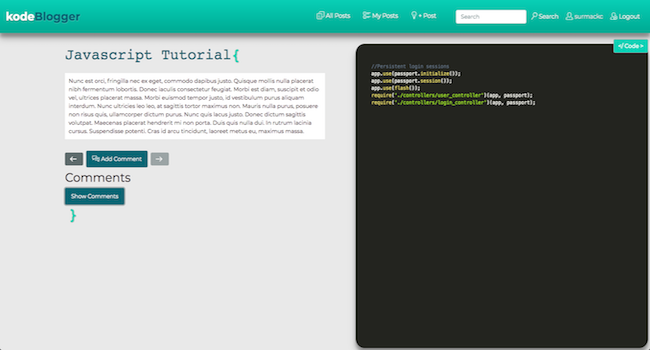 kodeBlogger
All Posts
My Posts
+ Post
Search
Search
surmackc
Logout
Javascript Tutorial{
Nunc est orci, fringilla nec ex eget, commodo dapibus justo. Quisque mollis nulla placerat
nibh fermentum lobortis. Donec iaculis consectetur feugiat. Morbi est diam, suscipit et odio
vel, ultrices placerat massa. Morbi euismod tempor justo, id vestibulum purus aliquam
interdum. Nunc ultricies leo leo, at sagittis tortor maximus non. Mauris nulla purus, posuere
non risus quis, ullamcorper dictum purus. Nunc quis lacus justo. Donec dictum sagittis
volutpat. Maecenas placerat hendrerit mi non porta. Duis quis nulla dui. In rutrum lacinia
cursus. Suspendisse potenti. Cras id arcu tincidunt, laoreet metus eu, maximus massa.
Add Comment
Comments
Show Comments
}
</ Code >
//Persistent login sessions
app.use(passport.initialize());
app.use(passport.session());
app.use(flash());
require('./controllers/user_controller')(app, passport);
require('./controllers/login_controller')(app, passport);